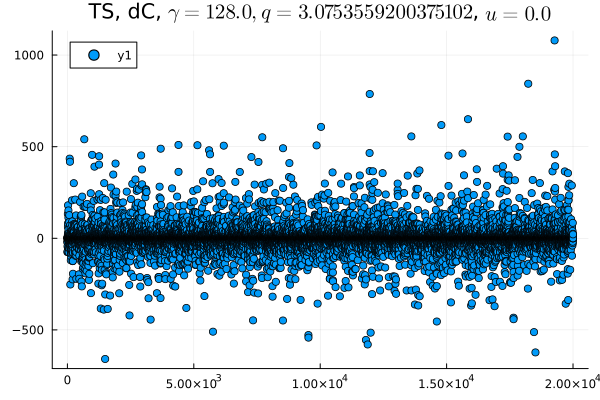 TS, dC, γ = 128.0, q = 3.0753559200375102, u = 0.0
y1
1000
500
0
−500
0 5.00×10³ 1.00×10⁴ 1.50×10⁴ 2.00×10⁴